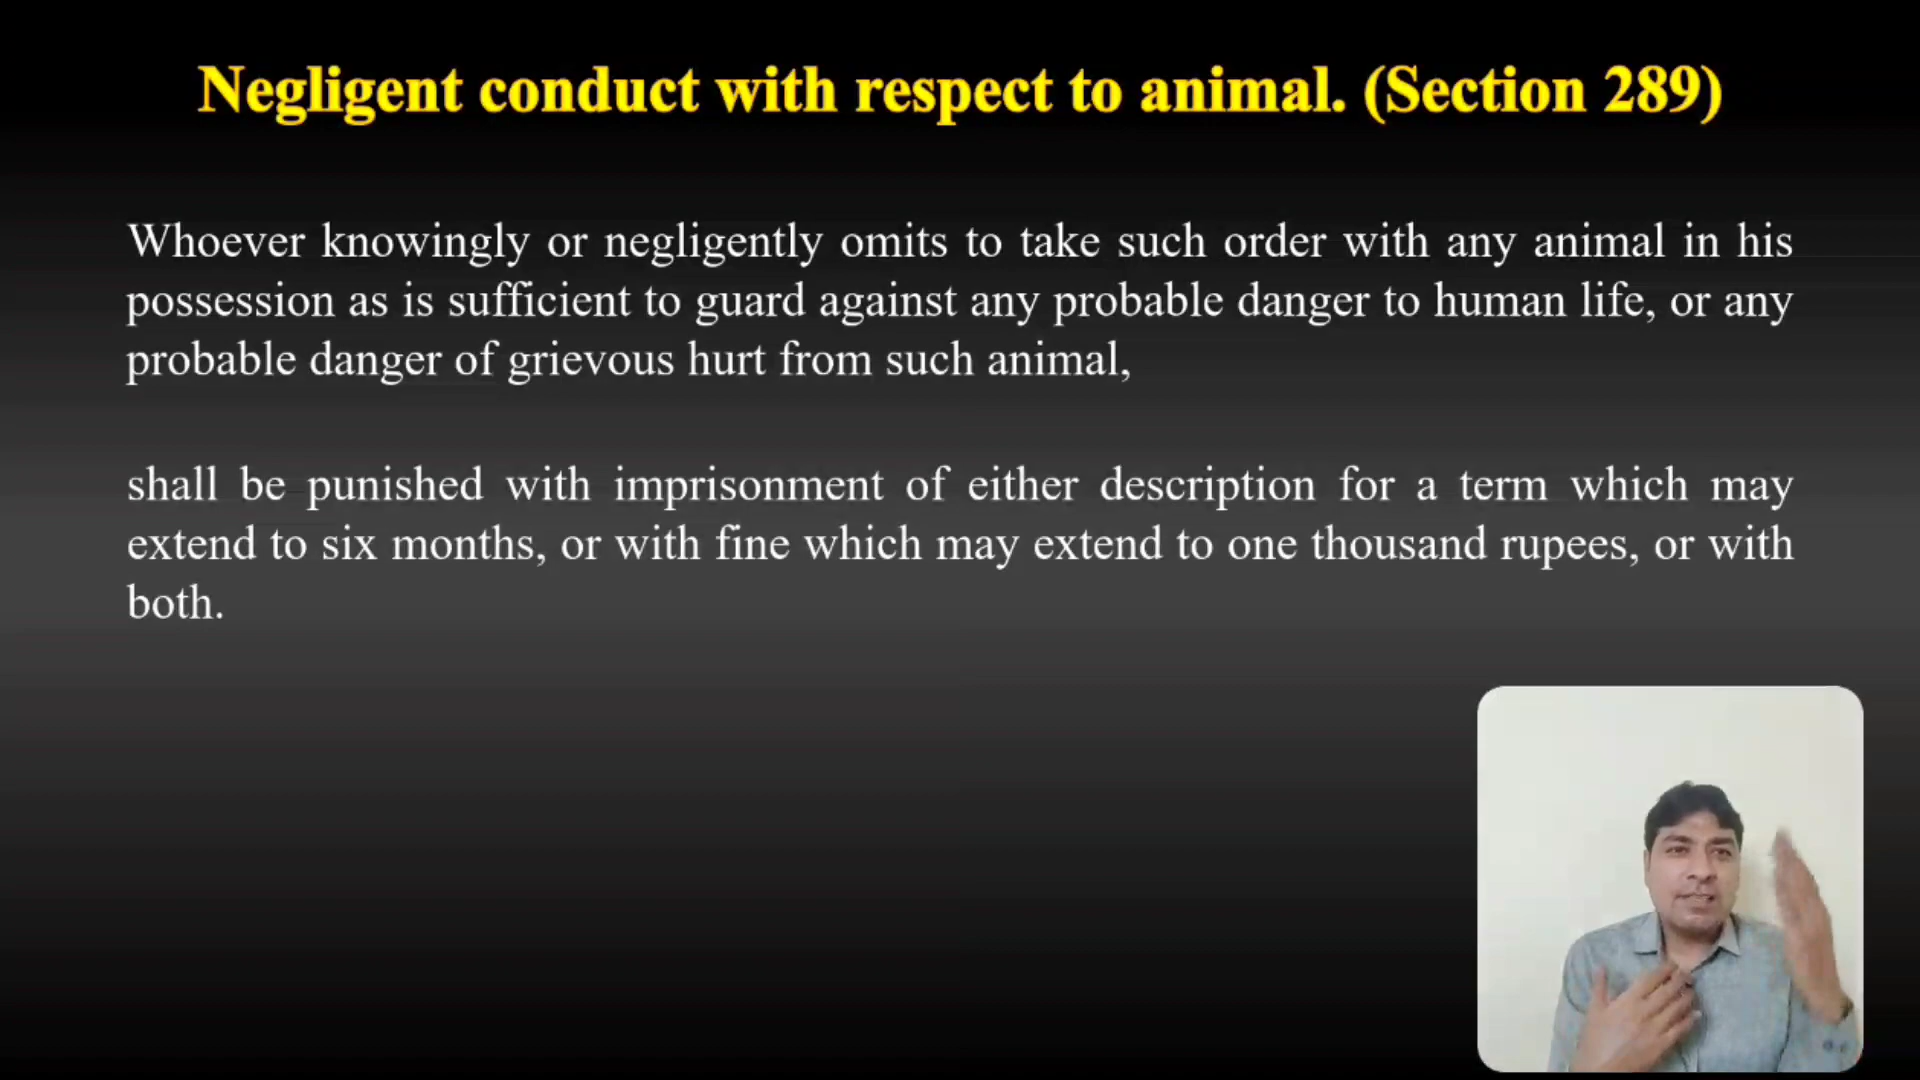 Negligent conduct with respect to animal. (Section 289)
Whoever knowingly or negligently omits to take such order with any animal in his
possession as is sufficient to guard against any probable danger to human life, or any
probable danger of grievous hurt from such animal,
shall be punished with imprisonment of either description for a term which may
extend to six months, or with fine which may extend to one thousand rupees, or with
both.